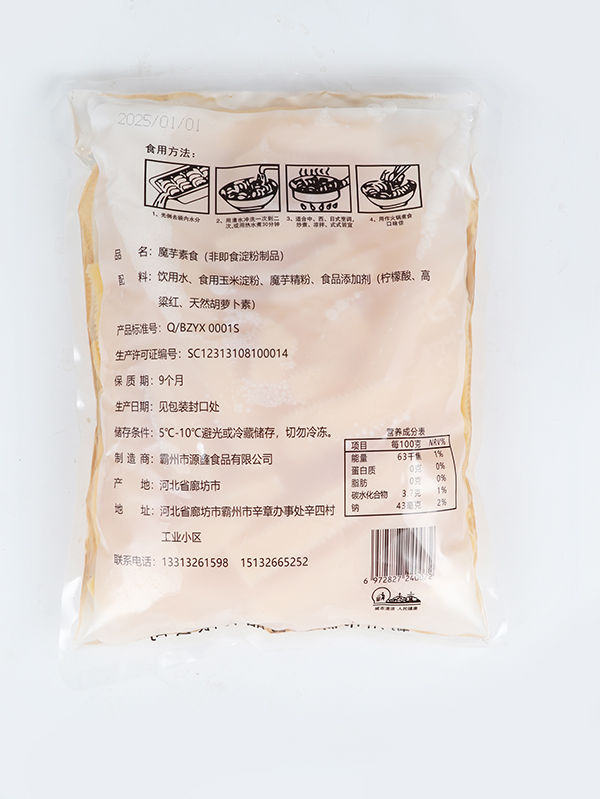 2025/01/01
食用方法：
1、先倒去袋内水分
2、用清水冲洗一次到二
次,或用热水煮30分钟
3、适合中、西、日式烹调,
炒煮、凉拌、式式皆宜
4、用作火锅煮食
口味佳
品 名：魔芋素食（非即食淀粉制品）
配 料：饮用水、食用玉米淀粉、魔芋精粉、食品添加剂（柠檬酸、高
粱红、天然胡萝卜素）
产品标准号：Q/BZYX 0001S
生产许可证编号：SC12313108100014
保 质 期：9个月
生产日期：见包装封口处
储存条件：5℃-10℃避光或冷藏储存，切勿冷冻。
制 造 商：霸州市源鑫食品有限公司
产 地：河北省廊坊市
地 址：河北省廊坊市霸州市辛章办事处辛四村
工业小区
联系电话：13313261598 15132665252
营养成分表
项目 每100克 NRV%
能量 63千焦 1%
蛋白质 0克 0%
脂肪 0克 0%
碳水化合物 3.7克 1%
钠 43毫克 2%
6 972827 240072
城市清洁 人民健康